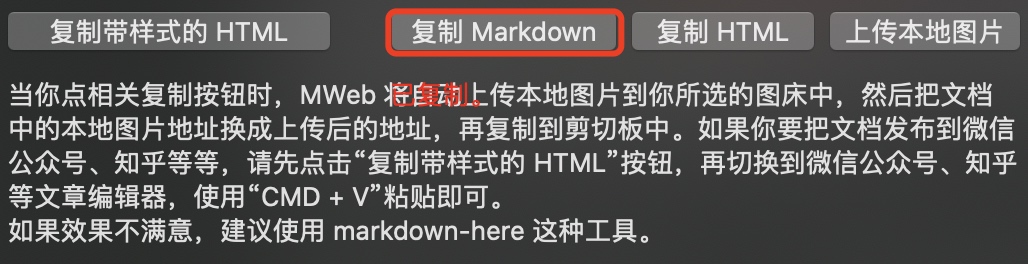 复制带样式的 HTML
复制 Markdown
复制 HTML
上传本地图片
当你点相关复制按钮时，MWeb 将自动上传本地图片到你所选的图床中，然后把文档
已复制。
中的本地图片地址换成上传后的地址，再复制到剪切板中。如果你要把文档发布到微信
公众号、知乎等等，请先点击“复制带样式的 HTML”按钮，再切换到微信公众号、知乎
等文章编辑器，使用“CMD + V”粘贴即可。
如果效果不满意，建议使用 markdown-here 这种工具。